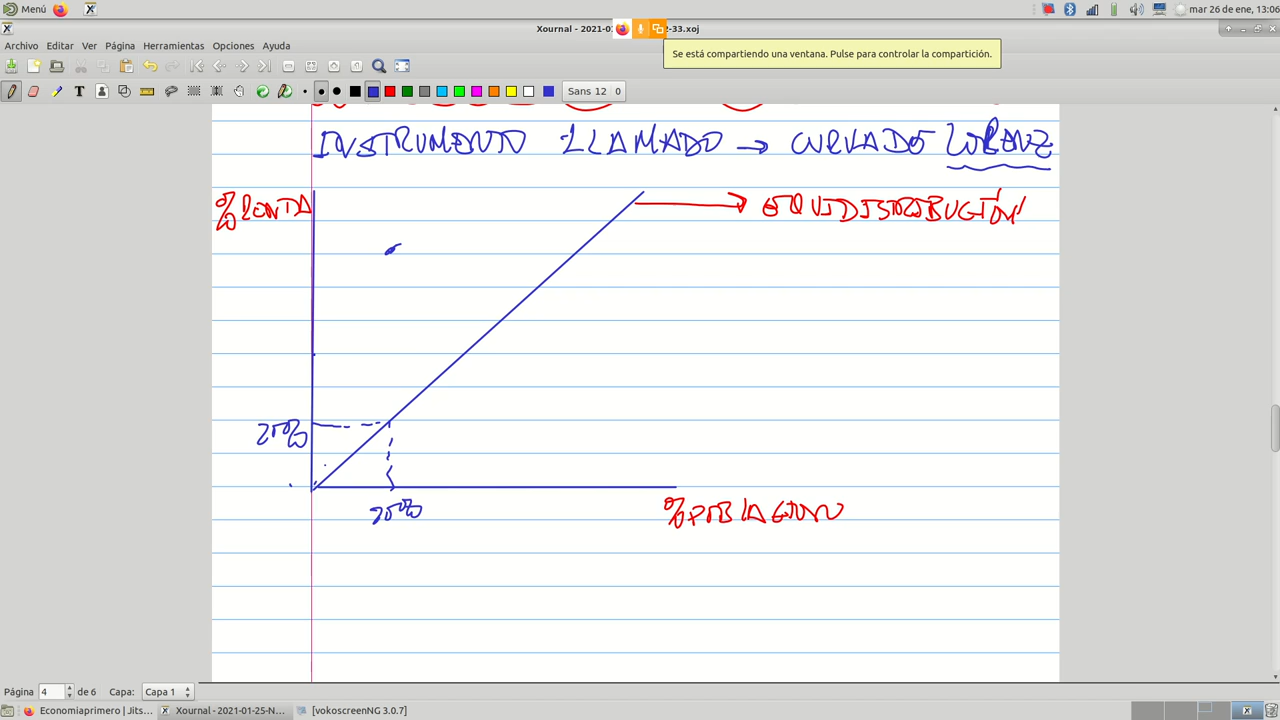 Menú mar 26 de ene, 13:06
Xournal - 2021-01 2-33.xoj
Se está compartiendo una ventana. Pulse para controlar la compartición.
Archivo Editar Ver Página Herramientas Opciones Ayuda
Sans 12 0
INSTRUMENTO LLAMADO → CURVA DE LORENZ
% RENTA
EQUIDISTRIBUCIÓN
20%
20%
% POBLACION
Página 4 de 6 Capa: Capa 1
Economiaprimero | Jits... Xournal - 2021-01-25-N... [vokoscreenNG 3.0.7]